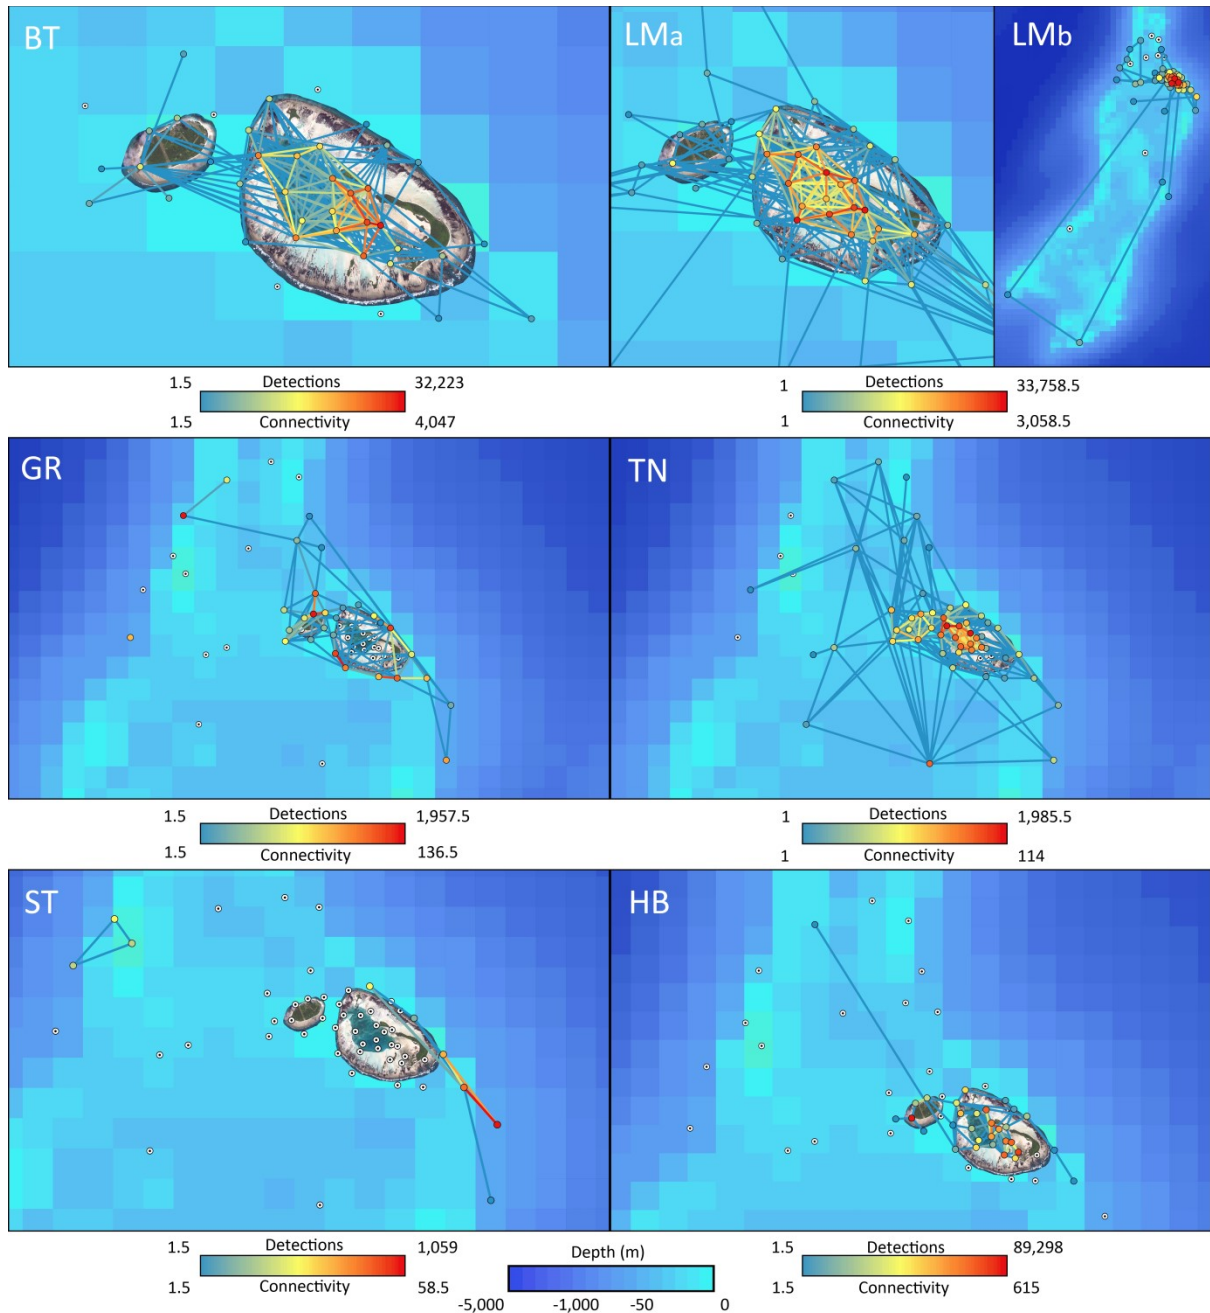 BT
LMa
LMb
1.5 Detections 32,223
1.5 Connectivity 4,047
1 Detections 33,758.5
1 Connectivity 3,058.5
GR
TN
1.5 Detections 1,957.5
1.5 Connectivity 136.5
1 Detections 1,985.5
1 Connectivity 114
ST
HB
1.5 Detections 1,059
1.5 Connectivity 58.5
Depth (m)
-5,000 -1,000 -50 0
1.5 Detections 89,298
1.5 Connectivity 615